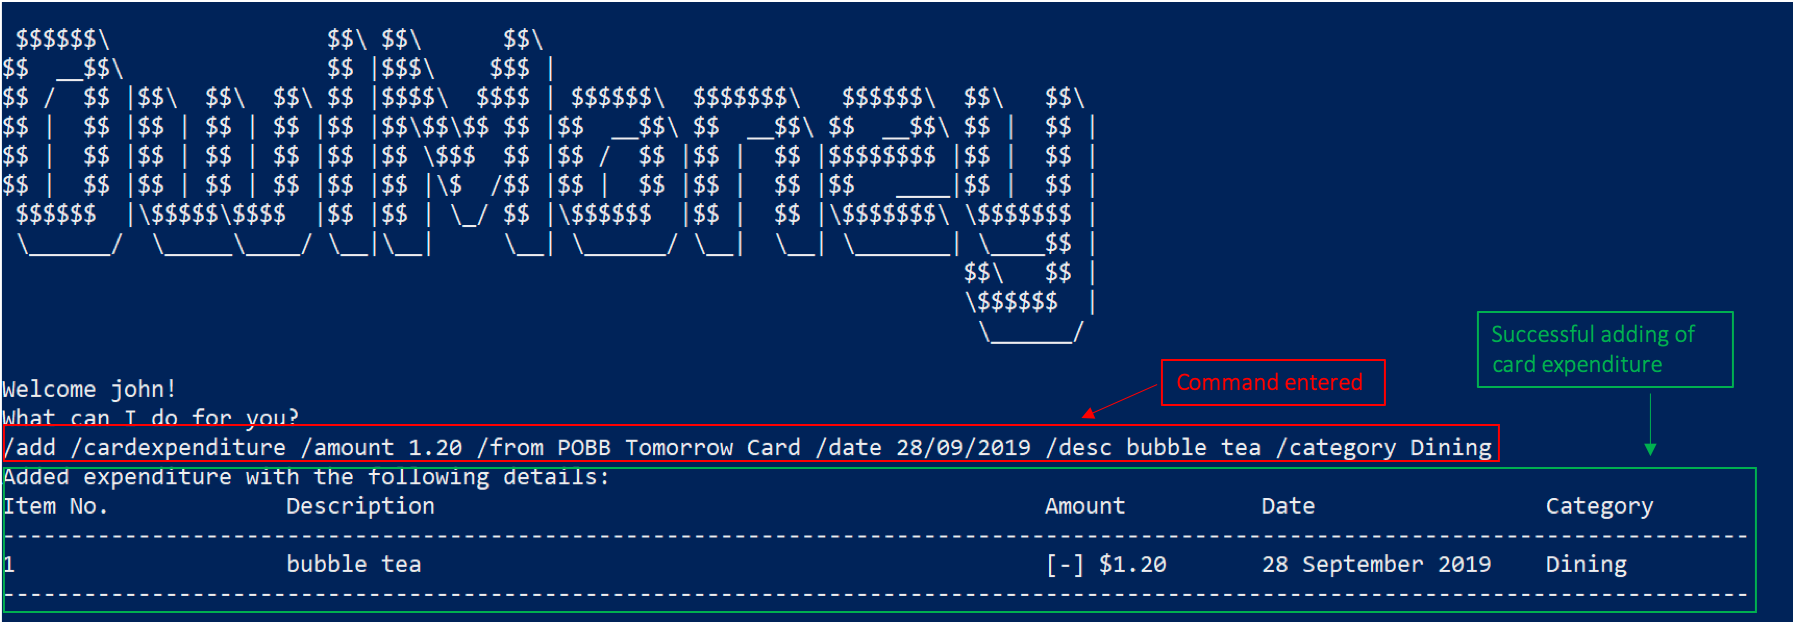 $$$$$$\                $$\ $$\      $$\
$$  __$$\               $$ |$$$\    $$$ |
$$ /  $$ |$$\  $$\  $$\ $$ |$$$$\  $$$$ | $$$$$$\  $$$$$$$\   $$$$$$\  $$\   $$\
$$ |  $$ |$$ | $$ | $$ |$$ |$$\$$\$$ $$ |$$  __$$\ $$  __$$\ $$  __$$\ $$ |  $$ |
$$ |  $$ |$$ | $$ | $$ |$$ |$$ \$$$  $$ |$$ /  $$ |$$ |  $$ |$$$$$$$$ |$$ |  $$ |
$$ |  $$ |$$ | $$ | $$ |$$ |$$ |\$  /$$ |$$ |  $$ |$$ |  $$ |$$   ____|$$ |  $$ |
 $$$$$$  |\$$$$$\$$$$  |$$ |$$ | \_/ $$ |\$$$$$$  |$$ |  $$ |\$$$$$$$\ \$$$$$$$ |
 \______/  \_____\____/ \__|\__|     \__| \______/ \__|  \__| \_______| \____$$ |
                                                                       $$\   $$ |
                                                                       \$$$$$$  |
                                                                        \______/
Successful adding of
card expenditure
Command entered
Welcome john!
What can I do for you?
/add /cardexpenditure /amount 1.20 /from POBB Tomorrow Card /date 28/09/2019 /desc bubble tea /category Dining
Added expenditure with the following details:
Item No. Description Amount Date Category
1 bubble tea [-] $1.20 28 September 2019 Dining